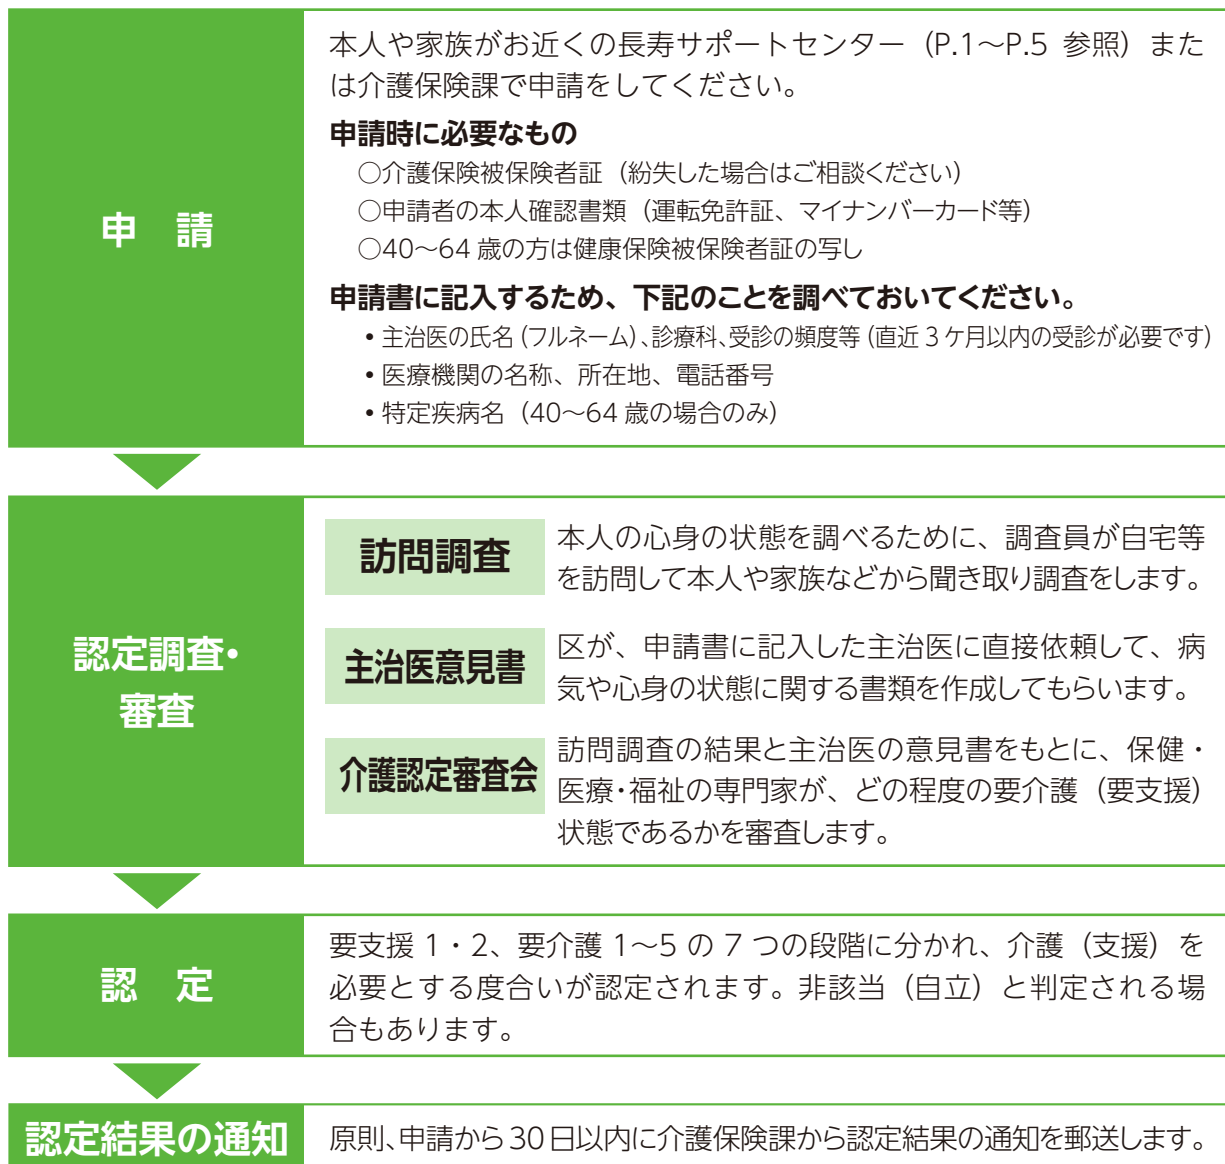 申　請
本人や家族がお近くの長寿サポートセンター（P.1～P.5 参照）また
は介護保険課で申請をしてください。
申請時に必要なもの
○介護保険被保険者証（紛失した場合はご相談ください）
○申請者の本人確認書類（運転免許証、マイナンバーカード等）
○40～64 歳の方は健康保険被保険者証の写し
申請書に記入するため、下記のことを調べておいてください。
• 主治医の氏名（フルネーム）、診療科、受診の頻度等（直近 3 ケ月以内の受診が必要です）
• 医療機関の名称、所在地、電話番号
• 特定疾病名（40～64 歳の場合のみ）
認定調査・
審査
訪問調査
本人の心身の状態を調べるために、調査員が自宅等
を訪問して本人や家族などから聞き取り調査をします。
主治医意見書
区が、申請書に記入した主治医に直接依頼して、病
気や心身の状態に関する書類を作成してもらいます。
介護認定審査会
訪問調査の結果と主治医の意見書をもとに、保健・
医療・福祉の専門家が、どの程度の要介護（要支援）
状態であるかを審査します。
認　定
要支援 1・2、要介護 1～5 の 7 つの段階に分かれ、介護（支援）を
必要とする度合いが認定されます。非該当（自立）と判定される場
合もあります。
認定結果の通知
原則、申請から 30 日以内に介護保険課から認定結果の通知を郵送します。